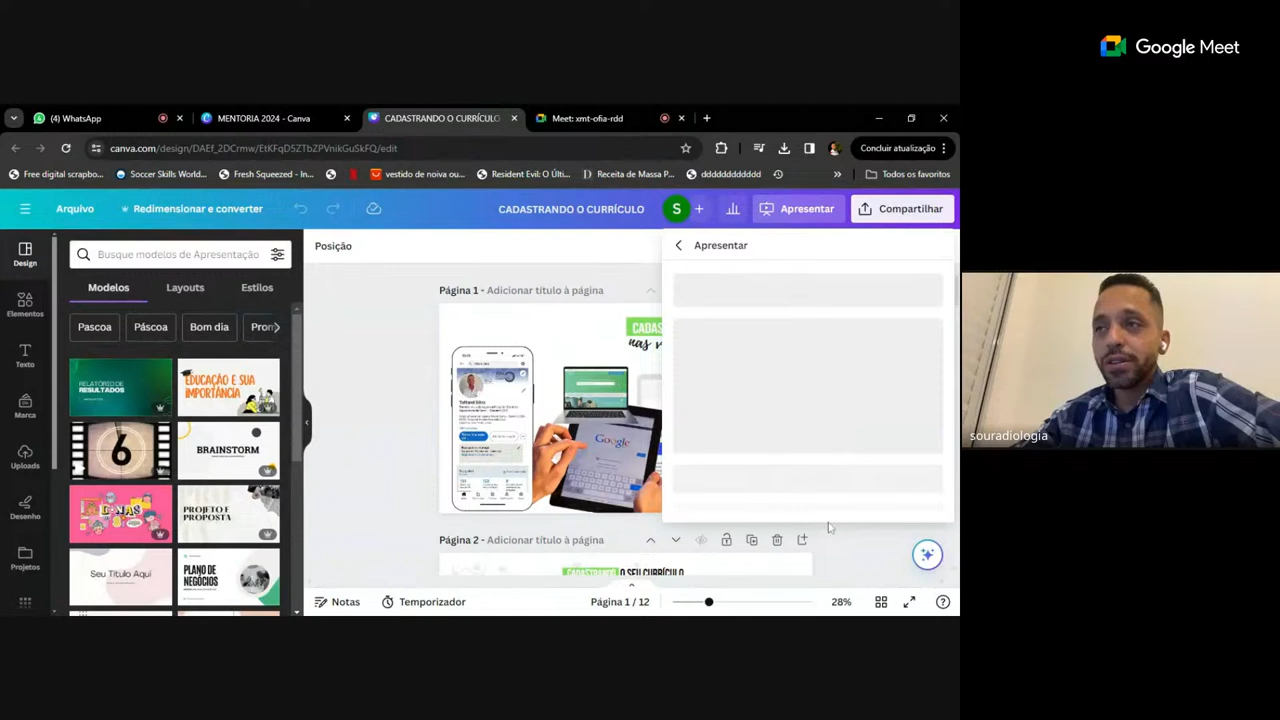 Google Meet
(4) WhatsApp
MENTORIA 2024 - Canva
CADASTRANDO O CURRÍCULO
Meet: xmt-ofia-rdd
canva.com/design/DAEf_2DCrmw/EtKFqD5ZTbZPVnikGuSkFQ/edit
Concluir atualização
Free digital scrapbo...
Soccer Skills World...
Fresh Squeezed - In...
vestido de noiva ou...
Resident Evil: O Últi...
Receita de Massa P...
ddddddddddd
Todos os favoritos
Arquivo
Redimensionar e converter
CADASTRANDO O CURRÍCULO
S
Apresentar
Compartilhar
Design
Elementos
Texto
Marca
Uploads
Desenho
Projetos
Busque modelos de Apresentação
Modelos
Layouts
Estilos
Pascoa
Páscoa
Bom dia
RELATÓRIO DE
RESULTADOS
EDUCAÇÃO E SUA
IMPORTÂNCIA
6
BRAINSTORM
PROJETO E
PROPOSTA
Seu Título Aqui
PLANO DE
NEGÓCIOS
Posição
Apresentar
Página 1 - Adicionar título à página
Google
Página 2 - Adicionar título à página
CADASTRANDO O SEU CURRÍCULO
Notas
Temporizador
Página 1 / 12
28%
souradiologia